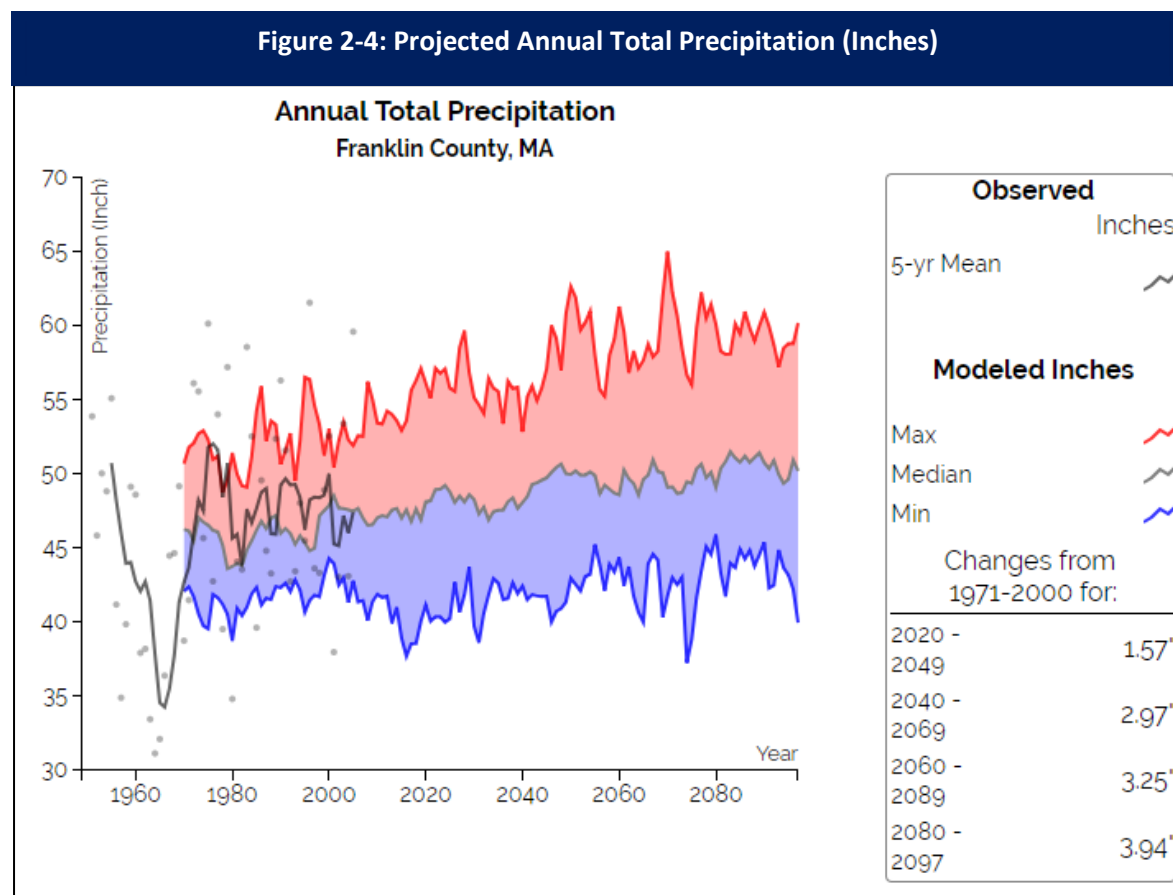 Figure 2-4: Projected Annual Total Precipitation (Inches)
Annual Total Precipitation
Franklin County, MA
70
65
60
55
50
45
40
35
30
Precipitation (Inch)
Year
1960
1980
2000
2020
2040
2060
2080
Observed
Inches
5-yr Mean
Modeled Inches
Max
Median
Min
Changes from
1971-2000 for:
2020 -
2049
1.57"
2040 -
2069
2.97"
2060 -
2089
3.25"
2080 -
2097
3.94"